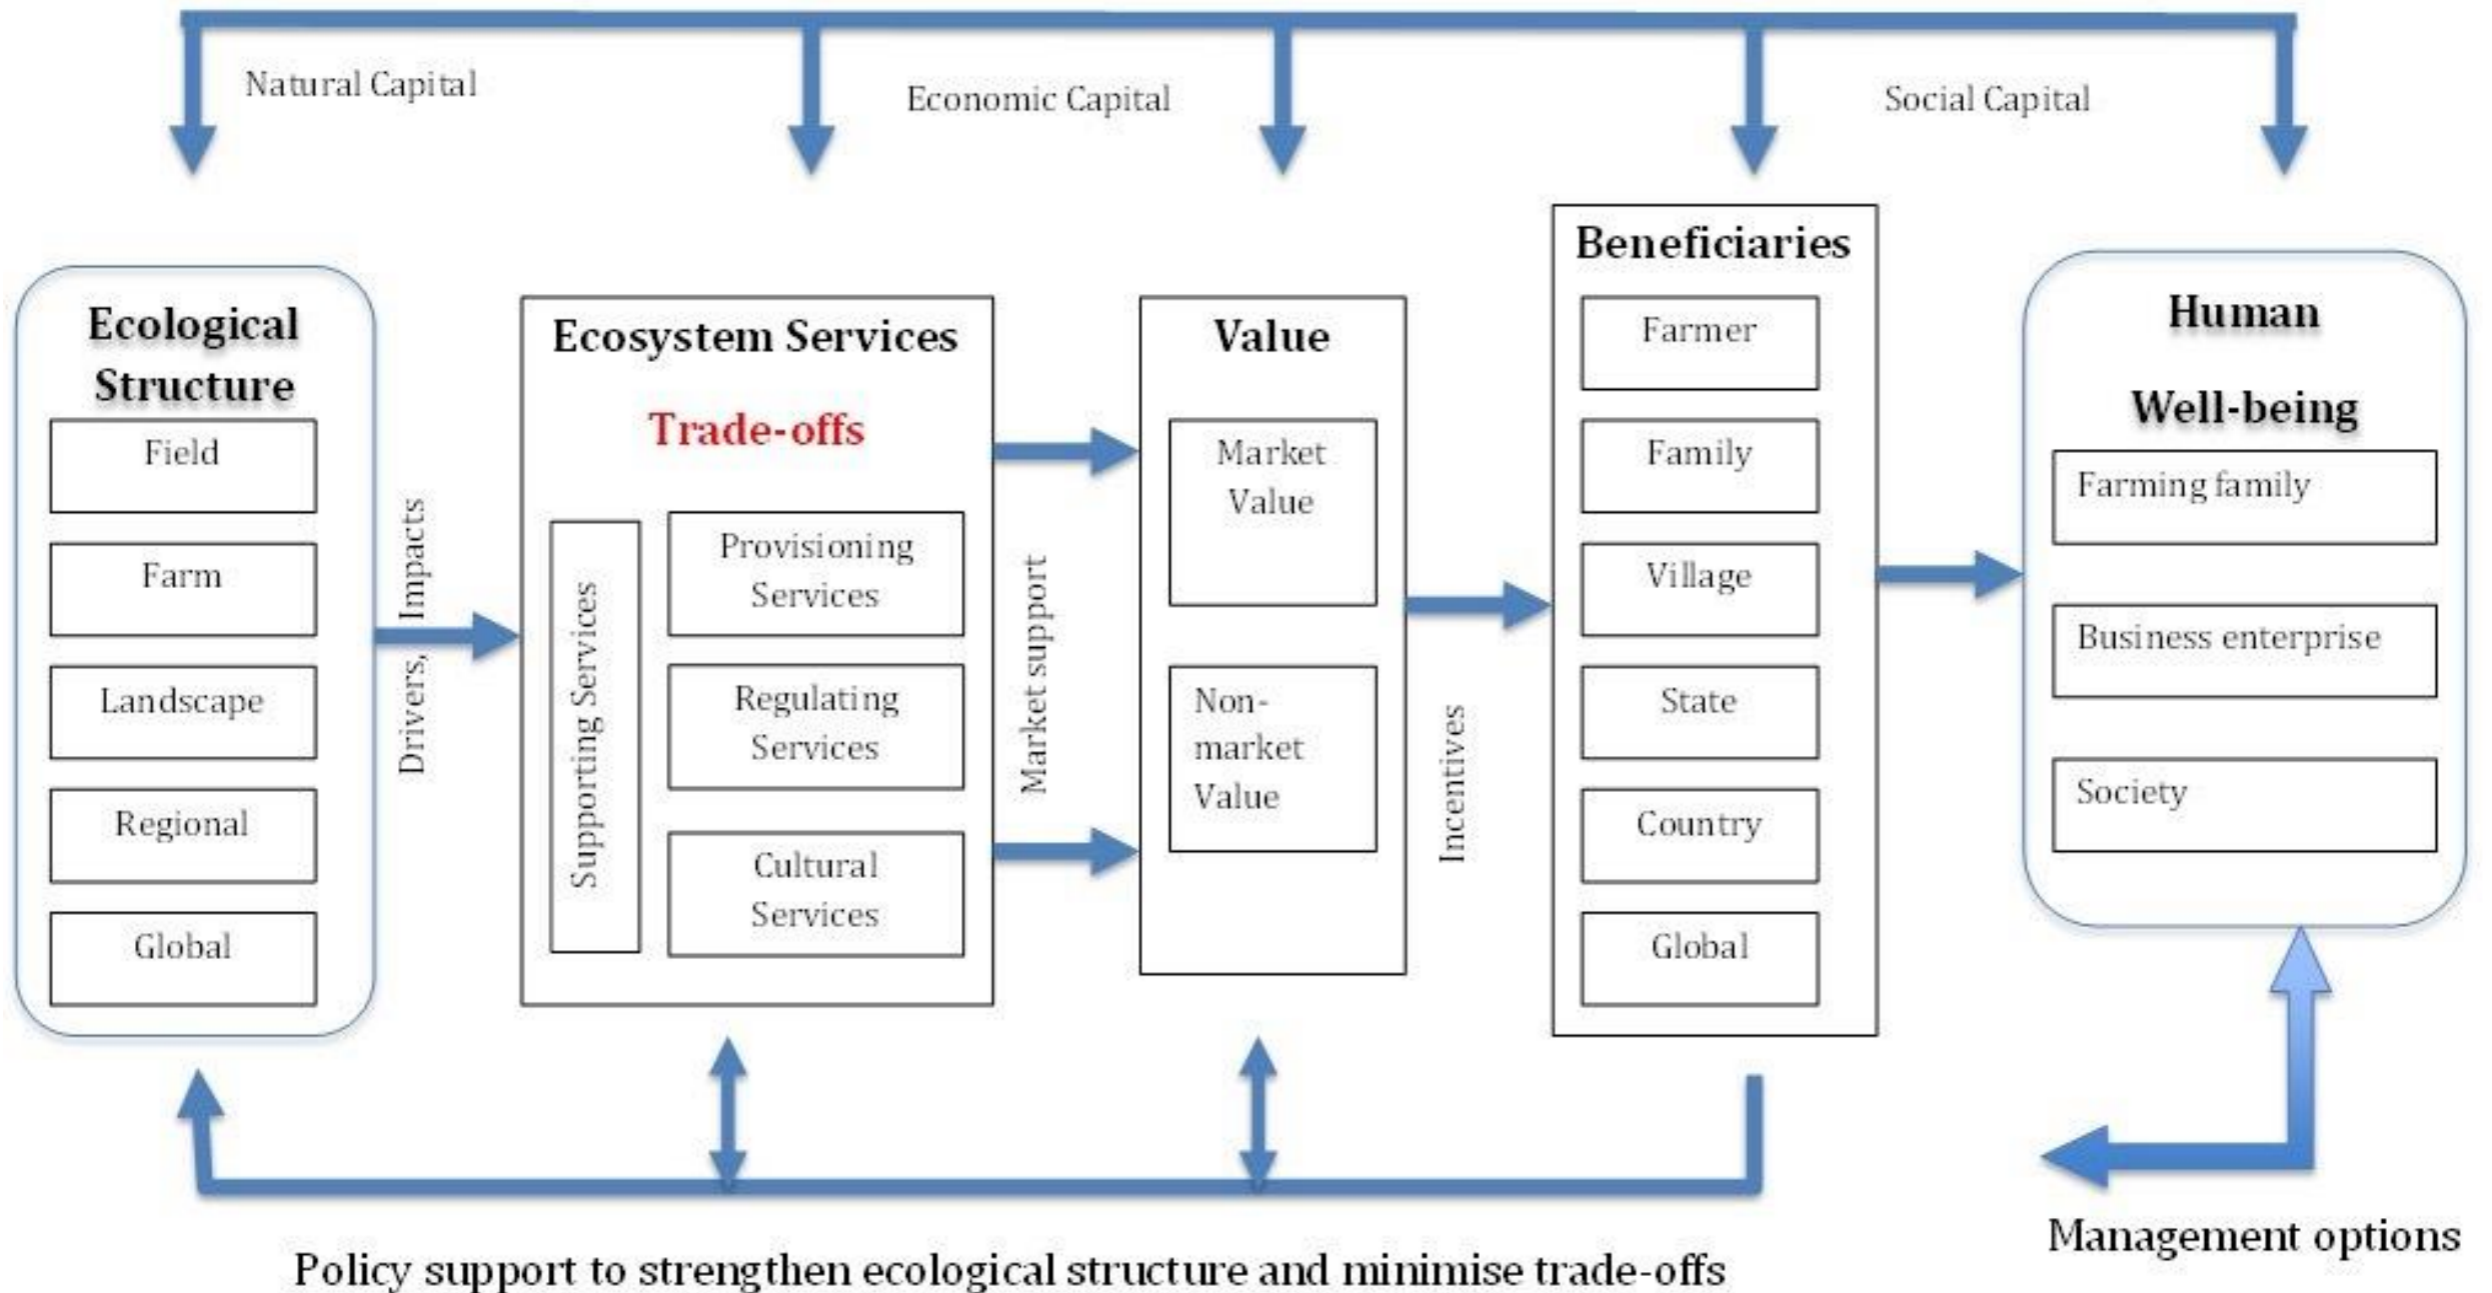 Natural Capital
Economic Capital
Social Capital
Ecological
Structure
Field
Farm
Landscape
Regional
Global
Drivers, Impacts
Ecosystem Services
Trade-offs
Supporting Services
Provisioning
Services
Regulating
Services
Cultural
Services
Market support
Value
Market
Value
Non-
market
Value
Incentives
Beneficiaries
Farmer
Family
Village
State
Country
Global
Human
Well-being
Farming family
Business enterprise
Society
Management options
Policy support to strengthen ecological structure and minimise trade-offs